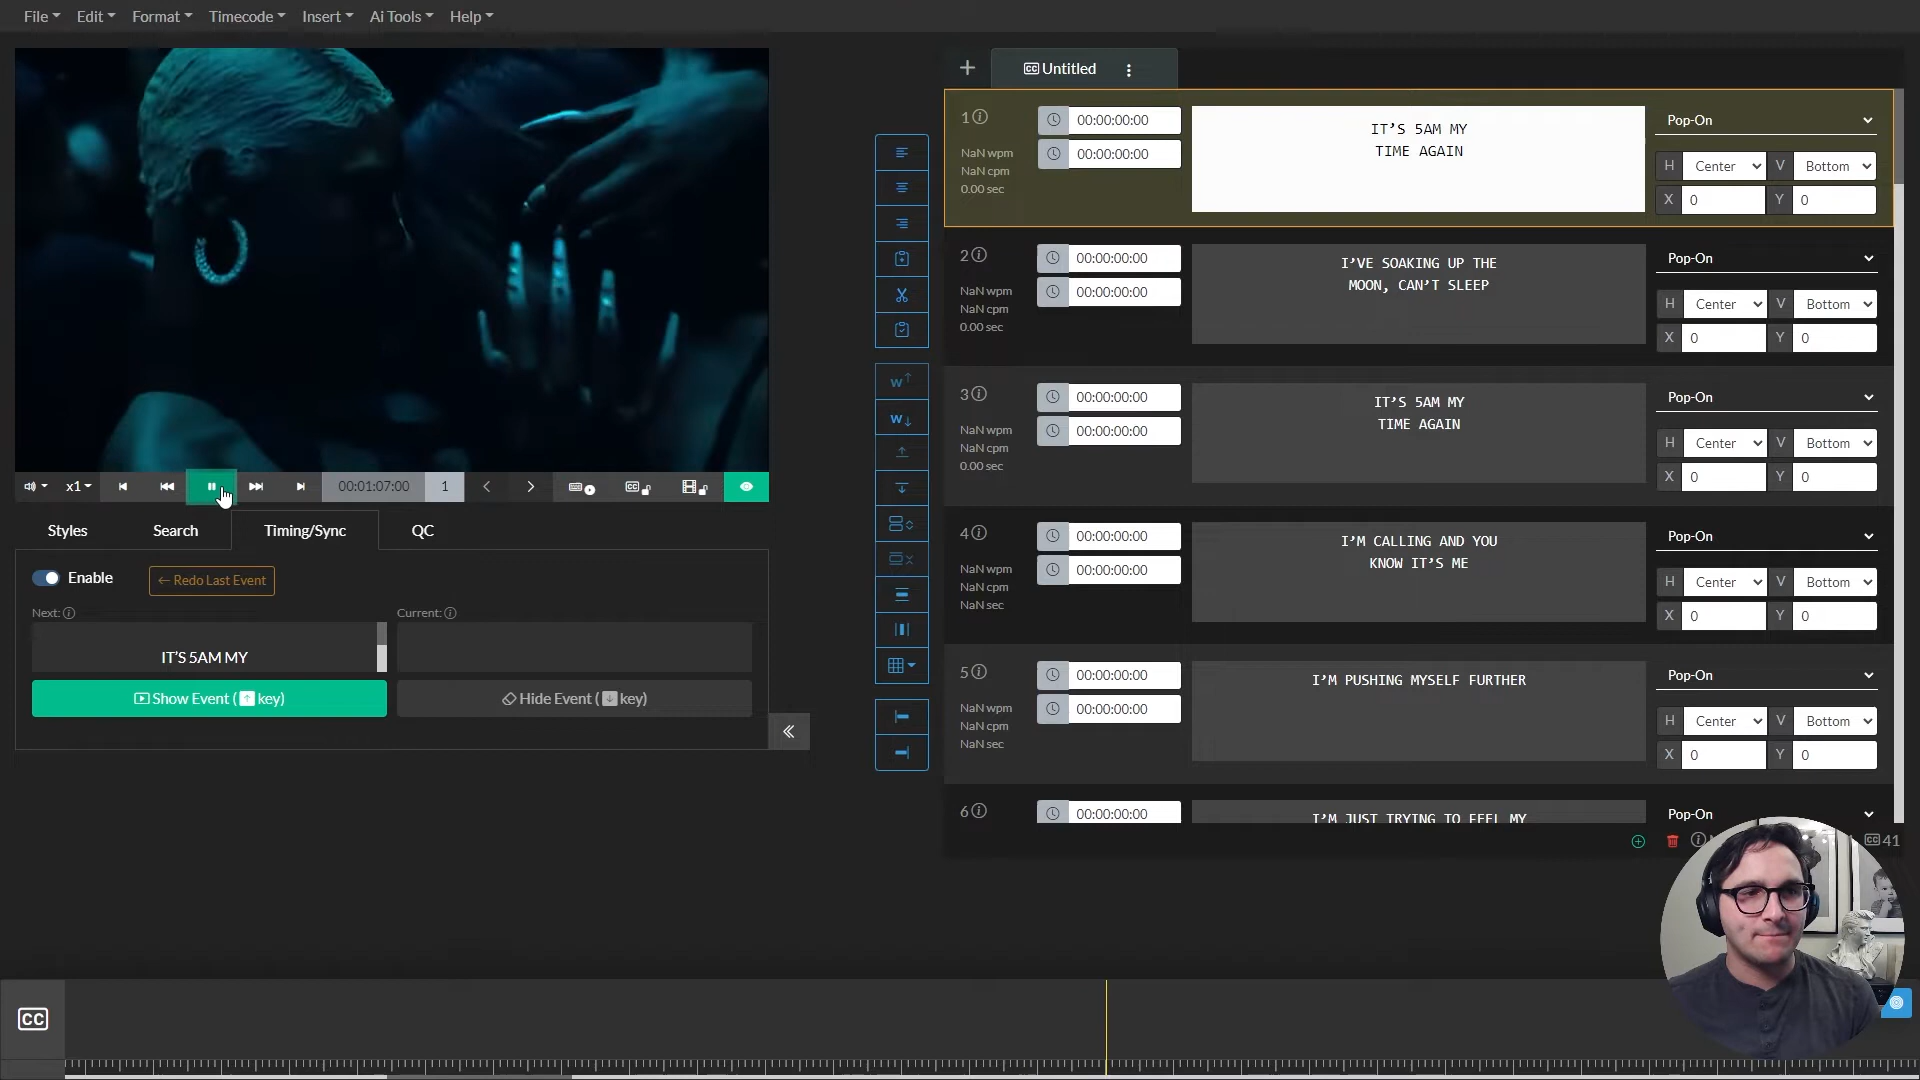 File Edit Format Timecode Insert Ai Tools Help
+ CC Untitled
1
00:00:00:00
00:00:00:00
NaN wpm
NaN cpm
0.00 sec
IT’S 5AM MY
TIME AGAIN
Pop-On
H Center V Bottom
X 0 Y 0
2
00:00:00:00
00:00:00:00
NaN wpm
NaN cpm
0.00 sec
I’VE SOAKING UP THE
MOON, CAN’T SLEEP
Pop-On
H Center V Bottom
X 0 Y 0
3
00:00:00:00
00:00:00:00
NaN wpm
NaN cpm
0.00 sec
IT’S 5AM MY
TIME AGAIN
Pop-On
H Center V Bottom
X 0 Y 0
4
00:00:00:00
00:00:00:00
NaN wpm
NaN cpm
NaN sec
I’M CALLING AND YOU
KNOW IT’S ME
Pop-On
H Center V Bottom
X 0 Y 0
5
00:00:00:00
00:00:00:00
NaN wpm
NaN cpm
NaN sec
I’M PUSHING MYSELF FURTHER
Pop-On
H Center V Bottom
X 0 Y 0
6
00:00:00:00
I’M JUST TRYING TO FEEL MY
Pop-On
CC 41
W↑
W↓
x1 00:01:07:00 1 CC
Styles Search Timing/Sync QC
Enable ← Redo Last Event
Next: Current:
IT’S 5AM MY
Show Event (↑ key) Hide Event (↓ key)
CC